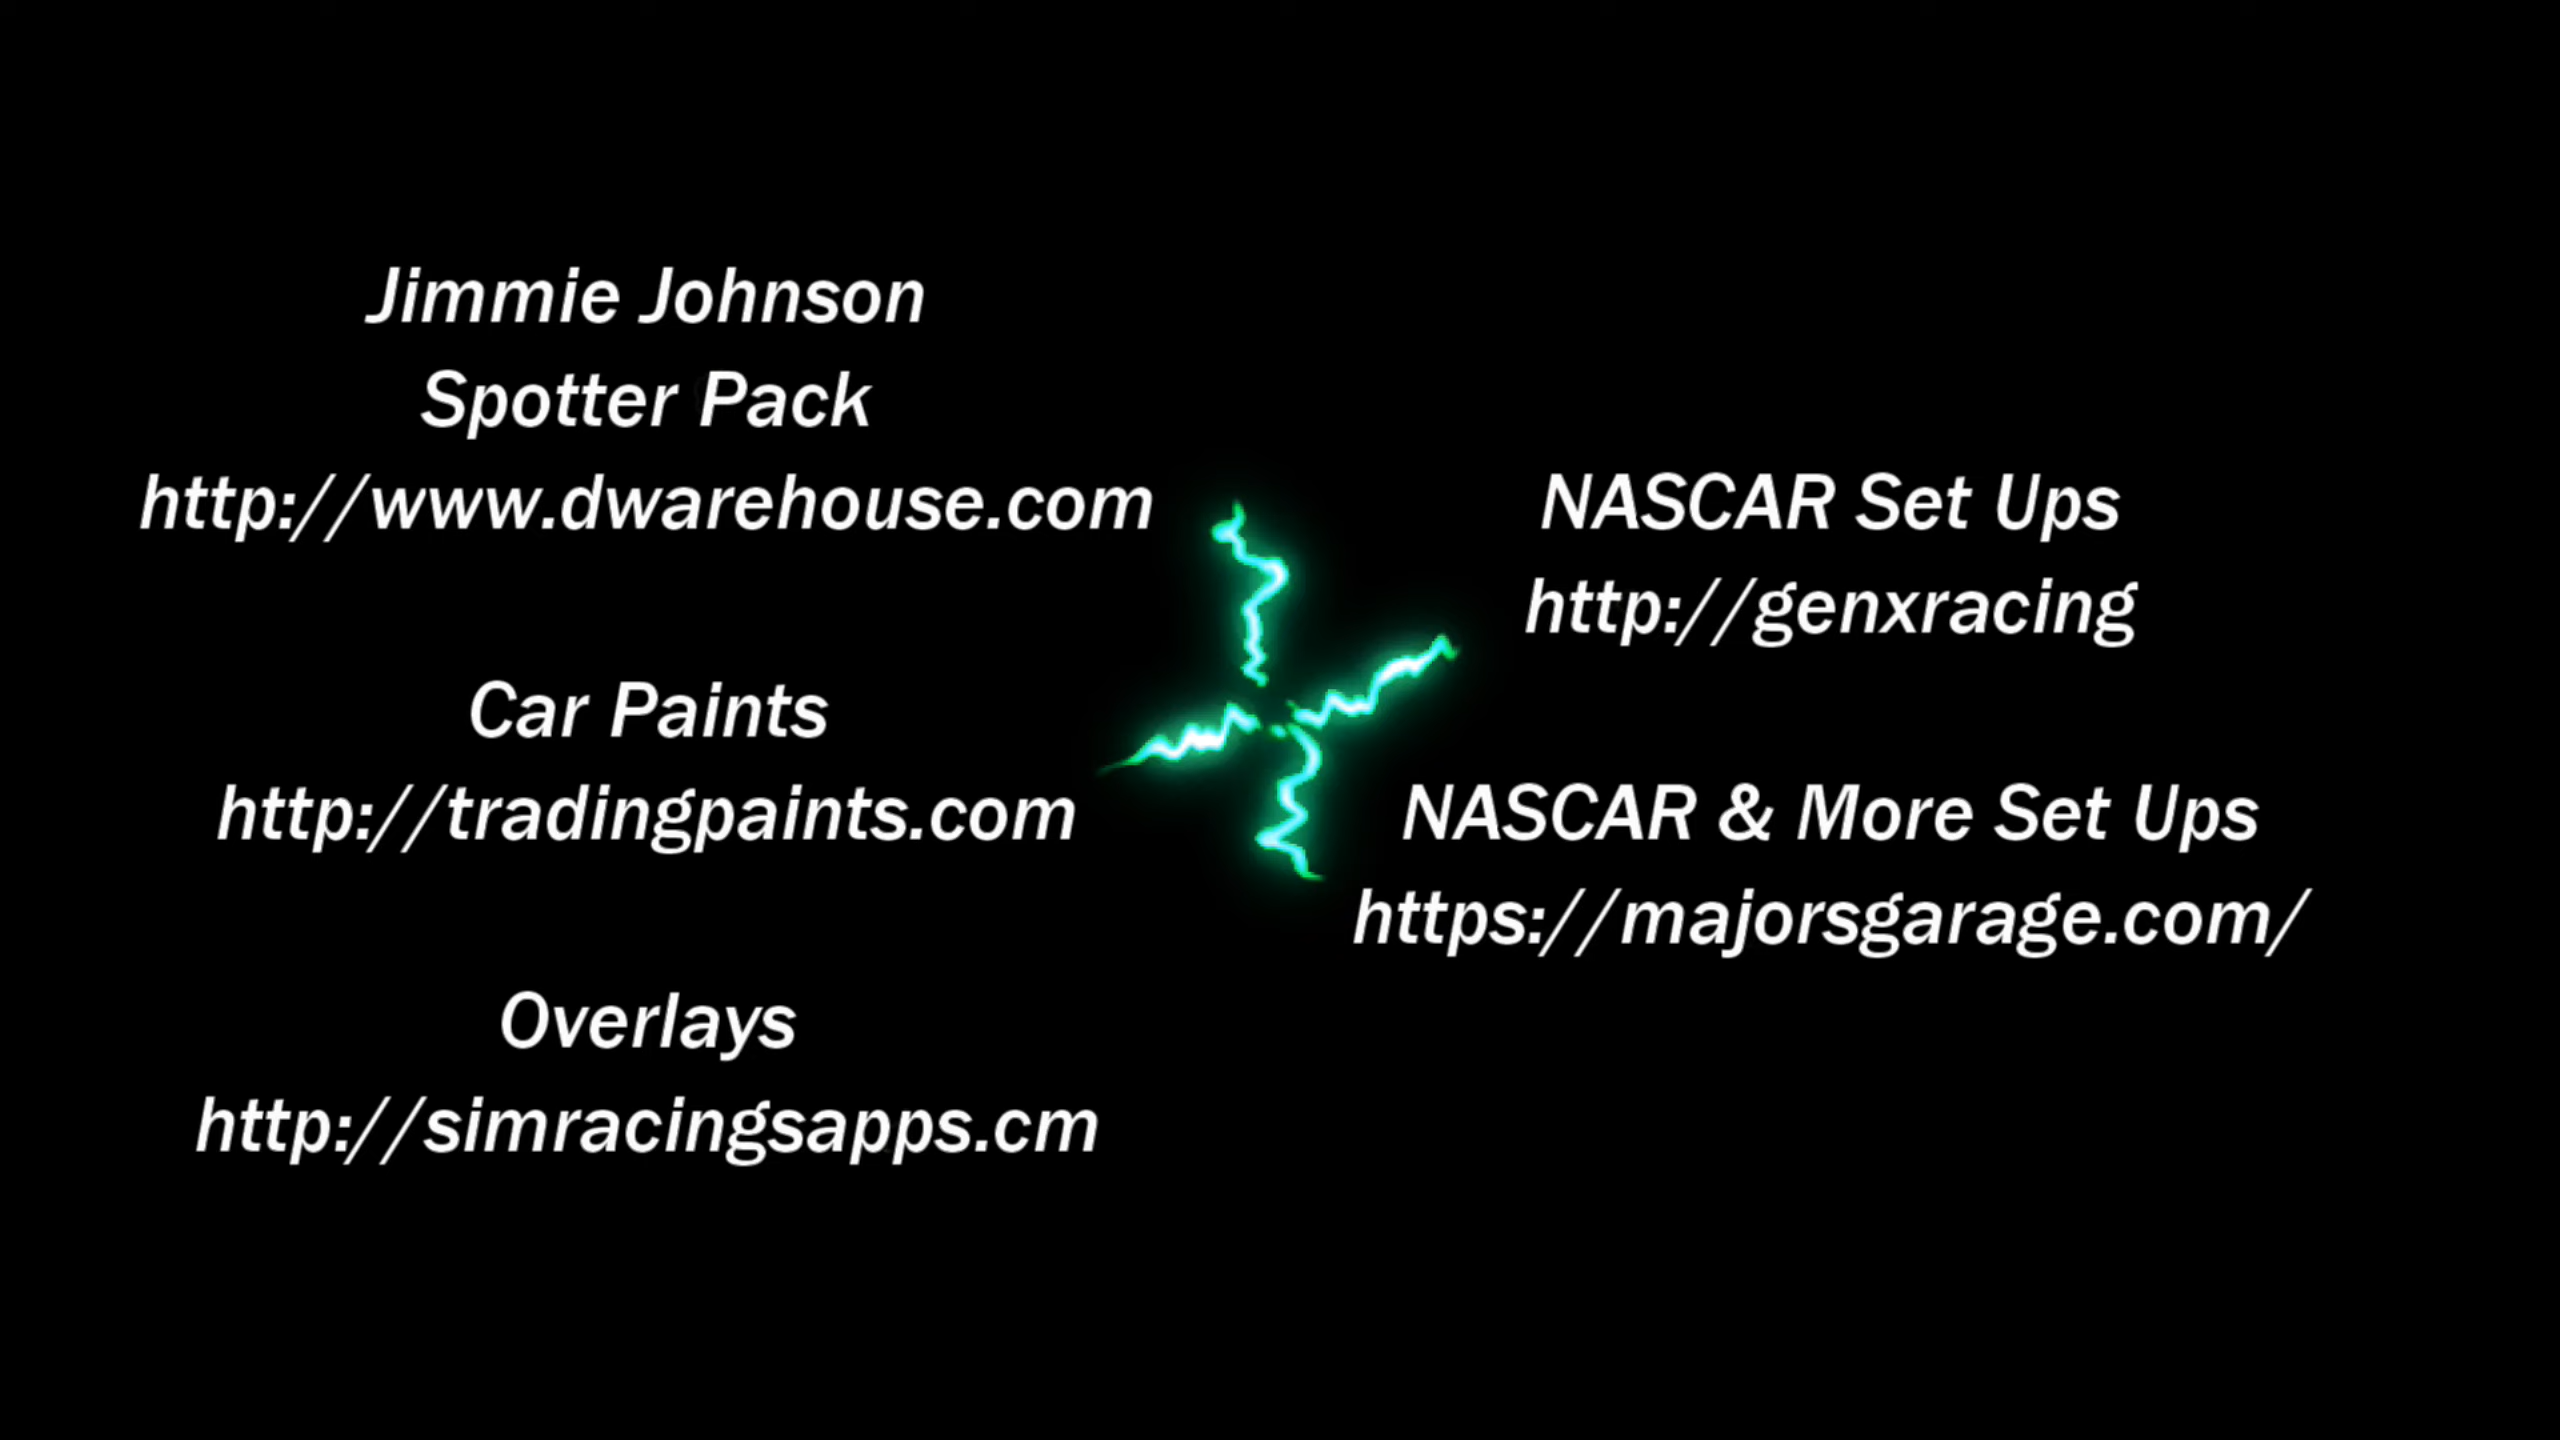 Jimmie Johnson
Spotter Pack
http://www.dwarehouse.com
Car Paints
http://tradingpaints.com
Overlays
http://simracingsapps.cm
NASCAR Set Ups
http://genxracing
NASCAR & More Set Ups
https://majorsgarage.com/